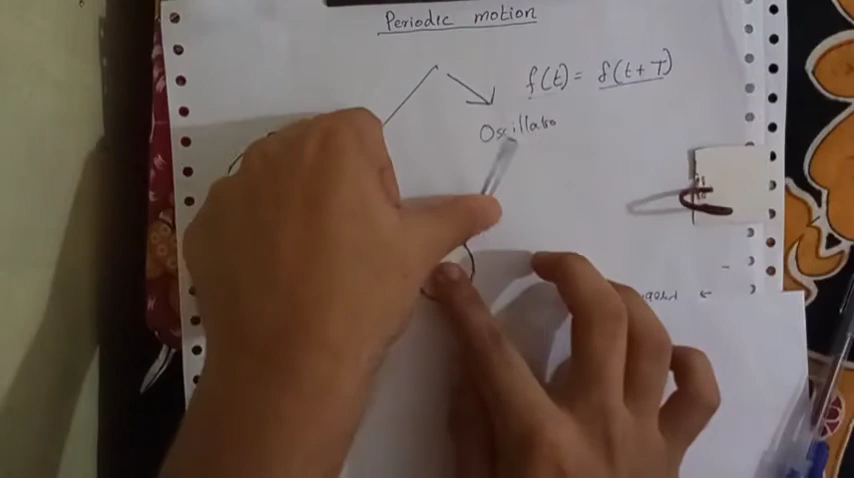 Periodic motion
f(t) = f(t+T)
Oscillato